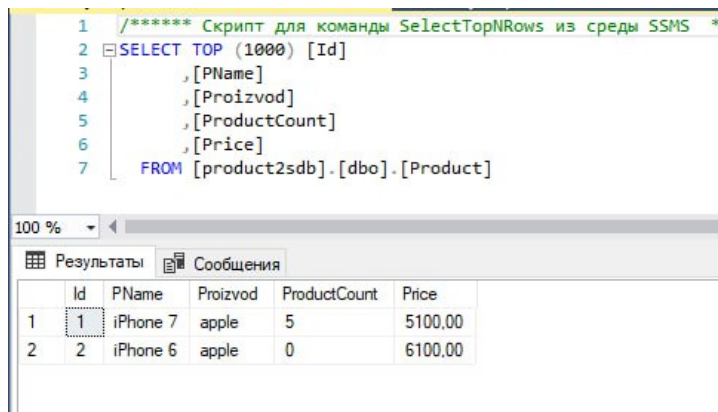 1 /****** Скрипт для команды SelectTopNRows из среды SSMS *
2 SELECT TOP (1000) [Id]
3 ,[PName]
4 ,[Proizvod]
5 ,[ProductCount]
6 ,[Price]
7 FROM [product2sdb].[dbo].[Product]
100 %
Результаты Сообщения
Id PName Proizvod ProductCount Price
1 1 iPhone 7 apple 5 5100,00
2 2 iPhone 6 apple 0 6100,00